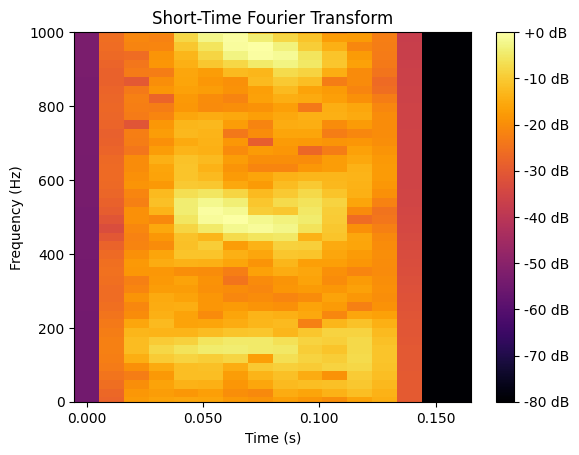 Short-Time Fourier Transform
1000
800
600
400
200
0
Frequency (Hz)
0.000
0.050
0.100
0.150
Time (s)
+0 dB
-10 dB
-20 dB
-30 dB
-40 dB
-50 dB
-60 dB
-70 dB
-80 dB